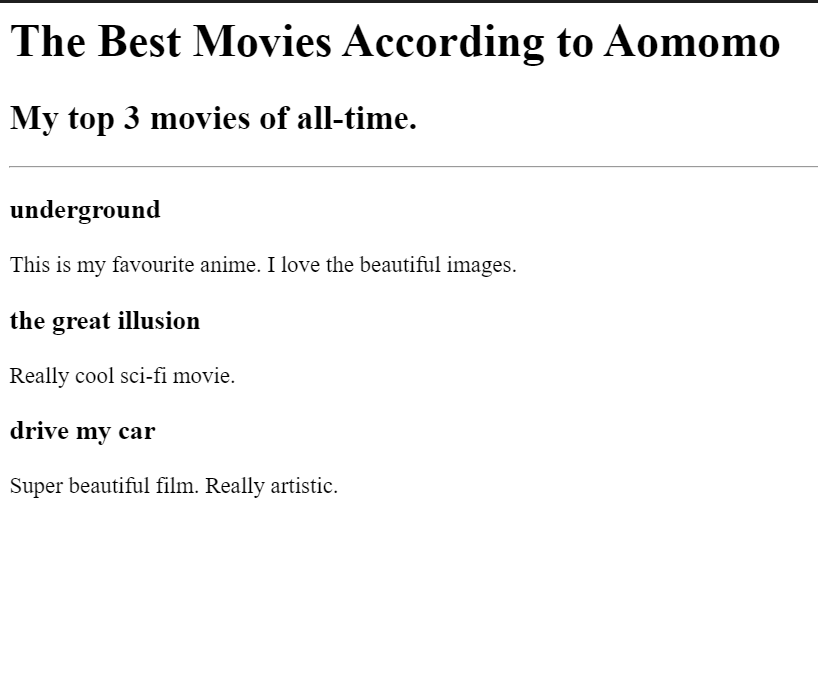 The Best Movies According to Aomomo
My top 3 movies of all-time.
underground
This is my favourite anime. I love the beautiful images.
the great illusion
Really cool sci-fi movie.
drive my car
Super beautiful film. Really artistic.